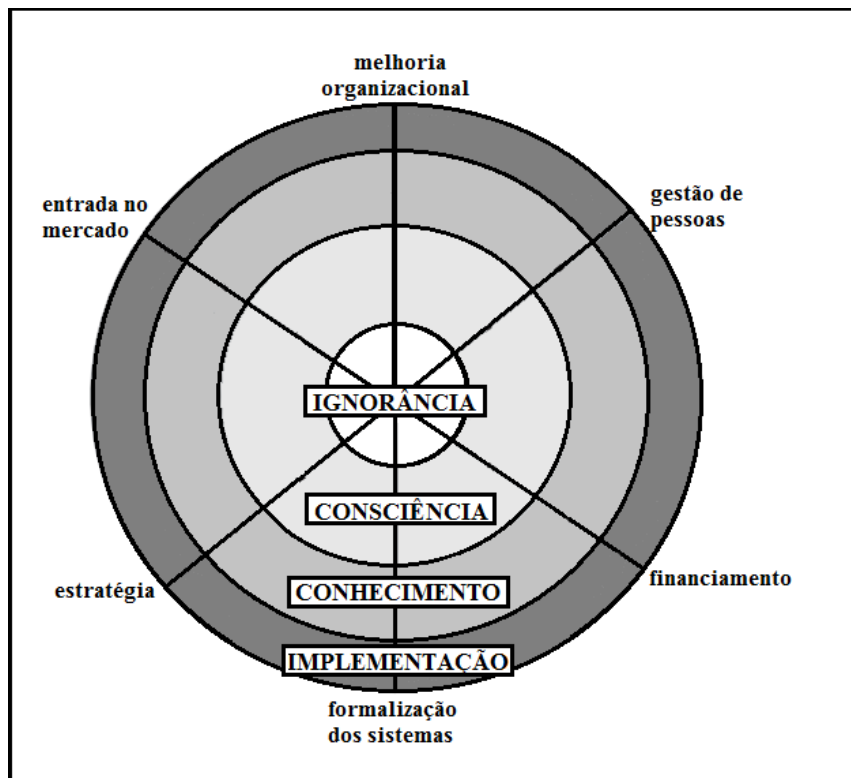 melhoria
organizacional
gestão de
pessoas
entrada no
mercado
IGNORÂNCIA
CONSCIÊNCIA
estratégia
financiamento
CONHECIMENTO
IMPLEMENTAÇÃO
formalização
dos sistemas